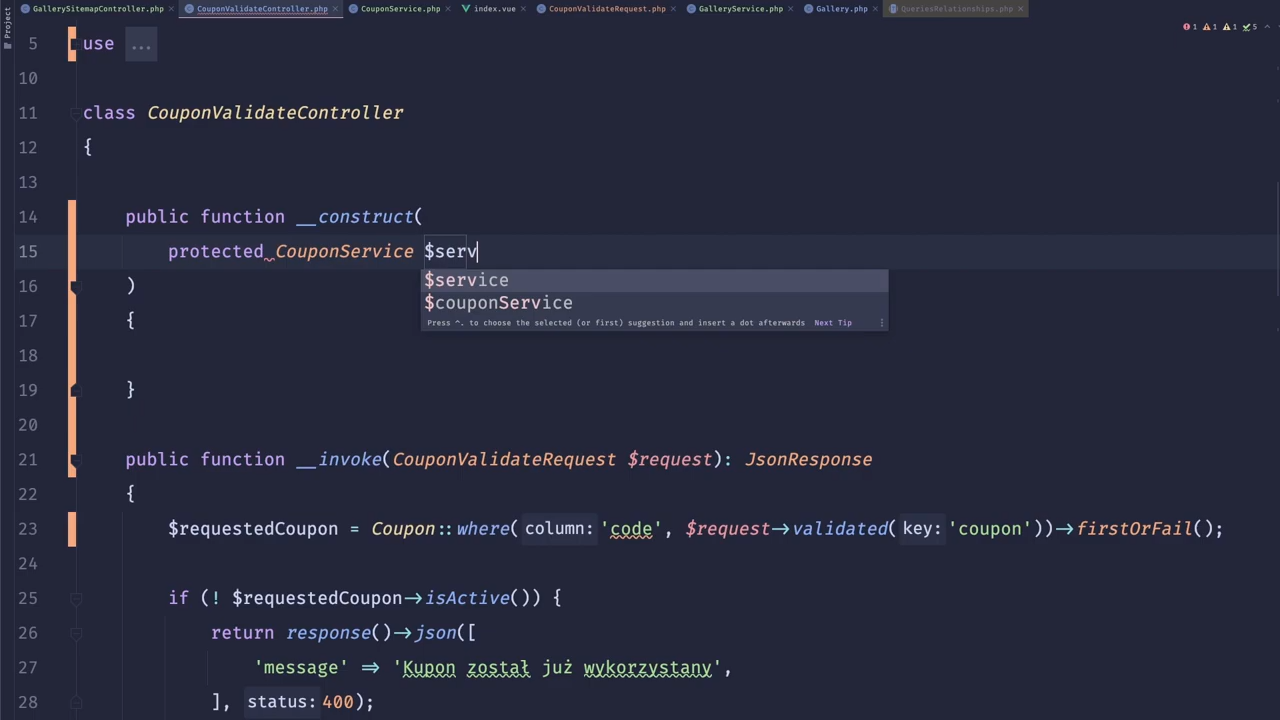 GallerySitemapController.php CouponValidateController.php CouponService.php index.vue CouponValidateRequest.php GalleryService.php Gallery.php QueriesRelationships.php
Project
1 1 1 5
5 use ...
10
11 class CouponValidateController
12 {
13
14 public function __construct(
15 protected CouponService $serv
$service
16 )
$couponService
17 {
Press ^. to choose the selected (or first) suggestion and insert a dot afterwards Next Tip
18
19 }
20
21 public function __invoke(CouponValidateRequest $request): JsonResponse
22 {
23 $requestedCoupon = Coupon::where( column: 'code', $request->validated( key: 'coupon'))->firstOrFail();
24
25 if (! $requestedCoupon->isActive()) {
26 return response()->json([
27 'message' => 'Kupon został już wykorzystany',
28 ], status: 400);